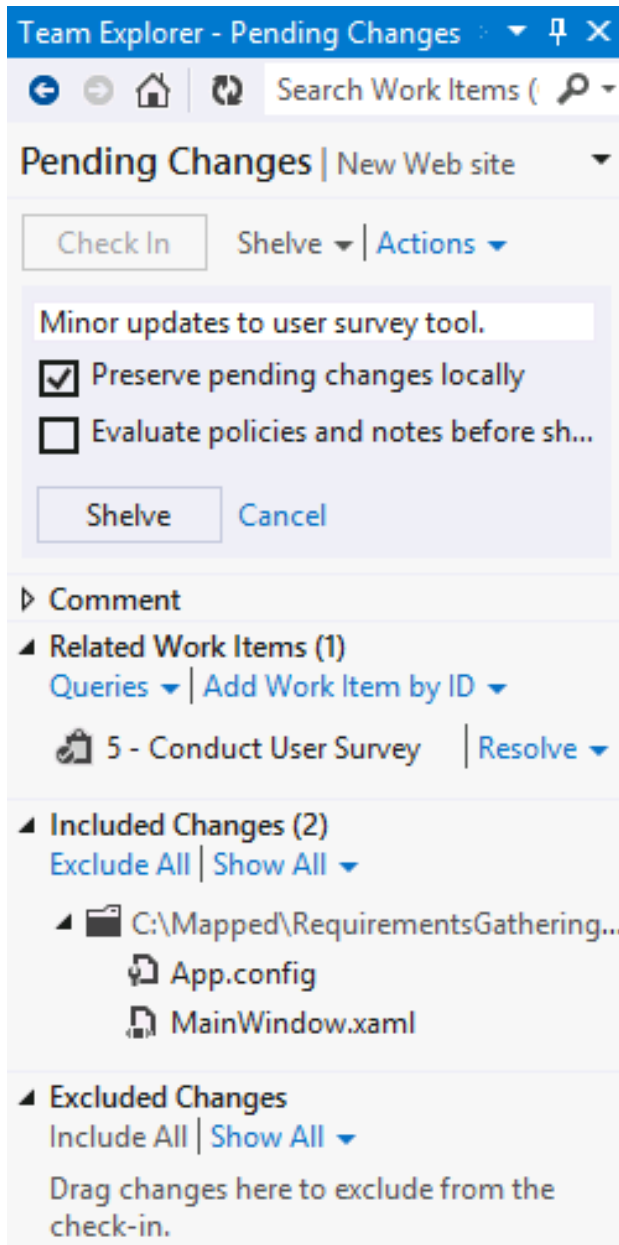 Team Explorer - Pending Changes
Search Work Items (
Pending Changes | New Web site
Check In Shelve | Actions
Minor updates to user survey tool.
Preserve pending changes locally
Evaluate policies and notes before sh...
Shelve Cancel
Comment
Related Work Items (1)
Queries | Add Work Item by ID
5 - Conduct User Survey | Resolve
Included Changes (2)
Exclude All | Show All
C:\Mapped\RequirementsGathering...
App.config
MainWindow.xaml
Excluded Changes
Include All | Show All
Drag changes here to exclude from the
check-in.